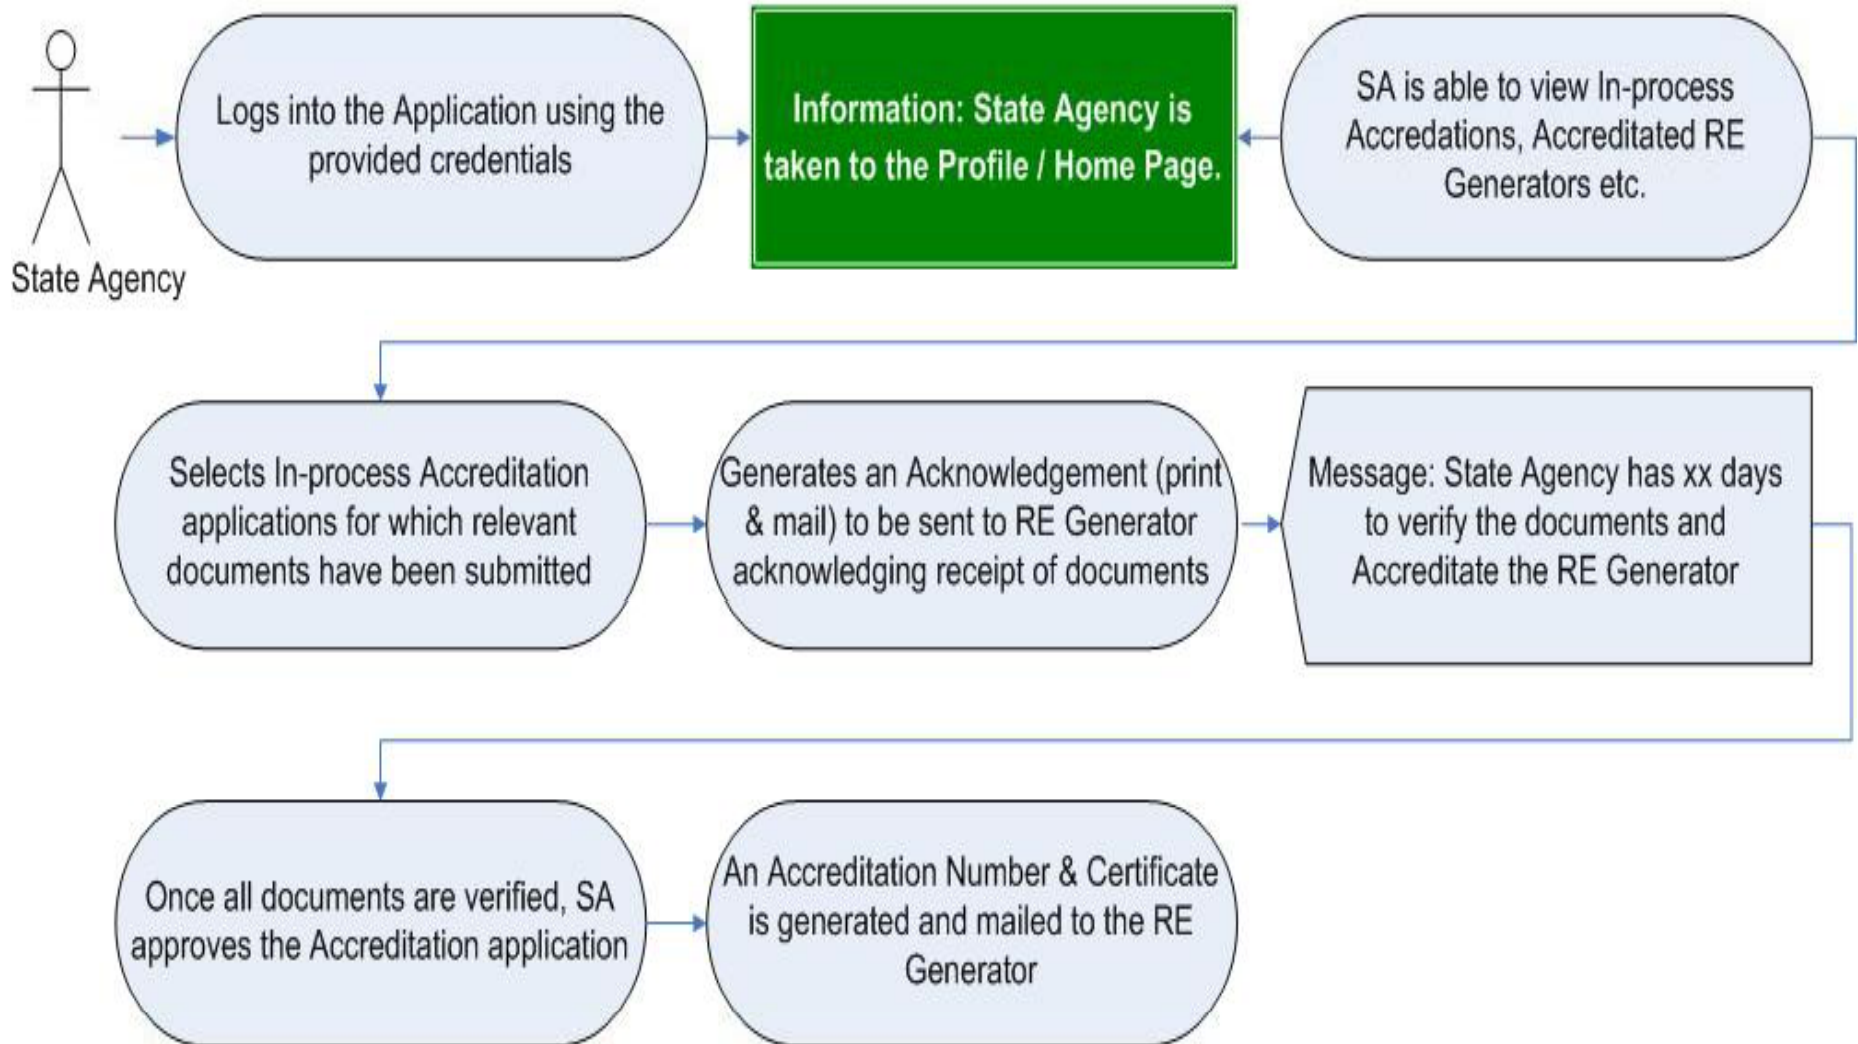 Logs into the Application using the
provided credentials
Information: State Agency is
taken to the Profile / Home Page.
SA is able to view In-process
Accredations, Accreditated RE
Generators etc.
State Agency
Selects In-process Accreditation
applications for which relevant
documents have been submitted
Generates an Acknowledgement (print
& mail) to be sent to RE Generator
acknowledging receipt of documents
Message: State Agency has xx days
to verify the documents and
Accreditate the RE Generator
Once all documents are verified, SA
approves the Accreditation application
An Accreditation Number & Certificate
is generated and mailed to the RE
Generator